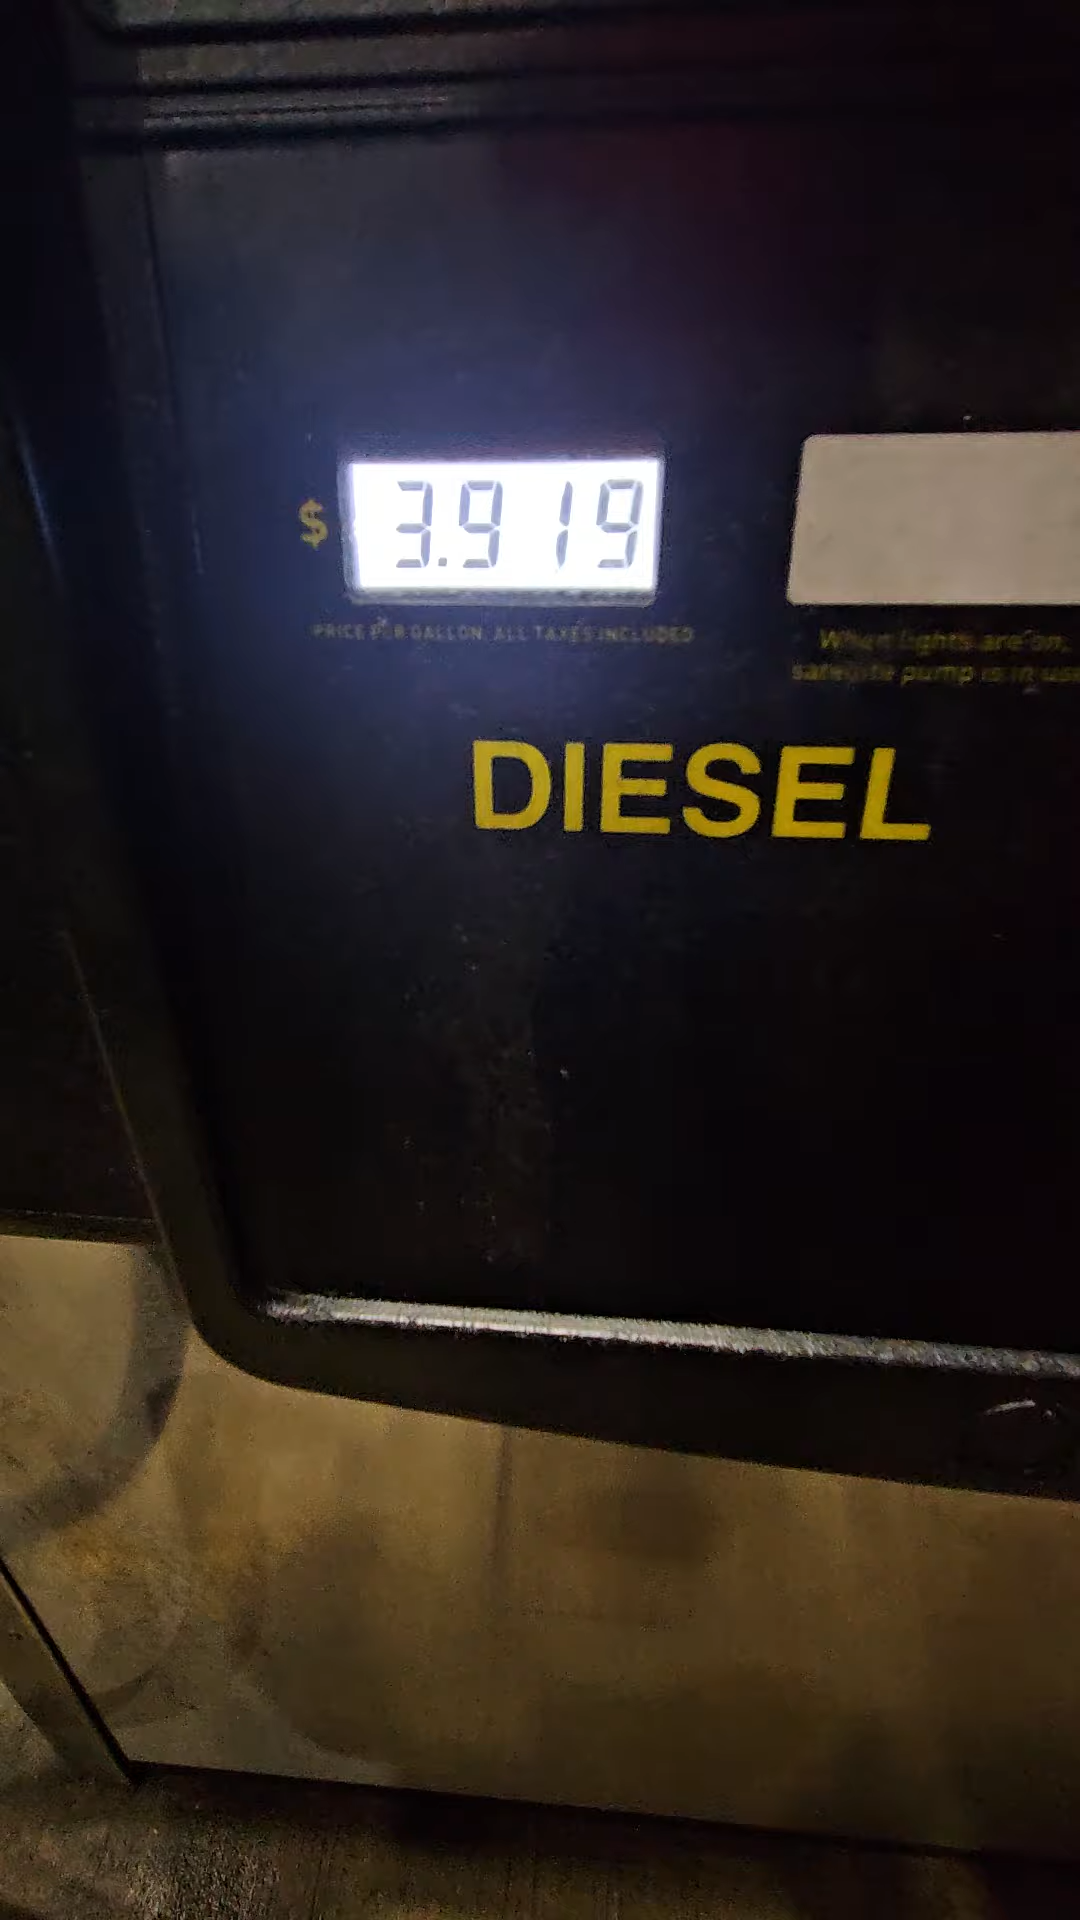 $ 3.919
PRICE PER GALLON, ALL TAXES INCLUDED
When lights are on,
satellite pump is in use
DIESEL